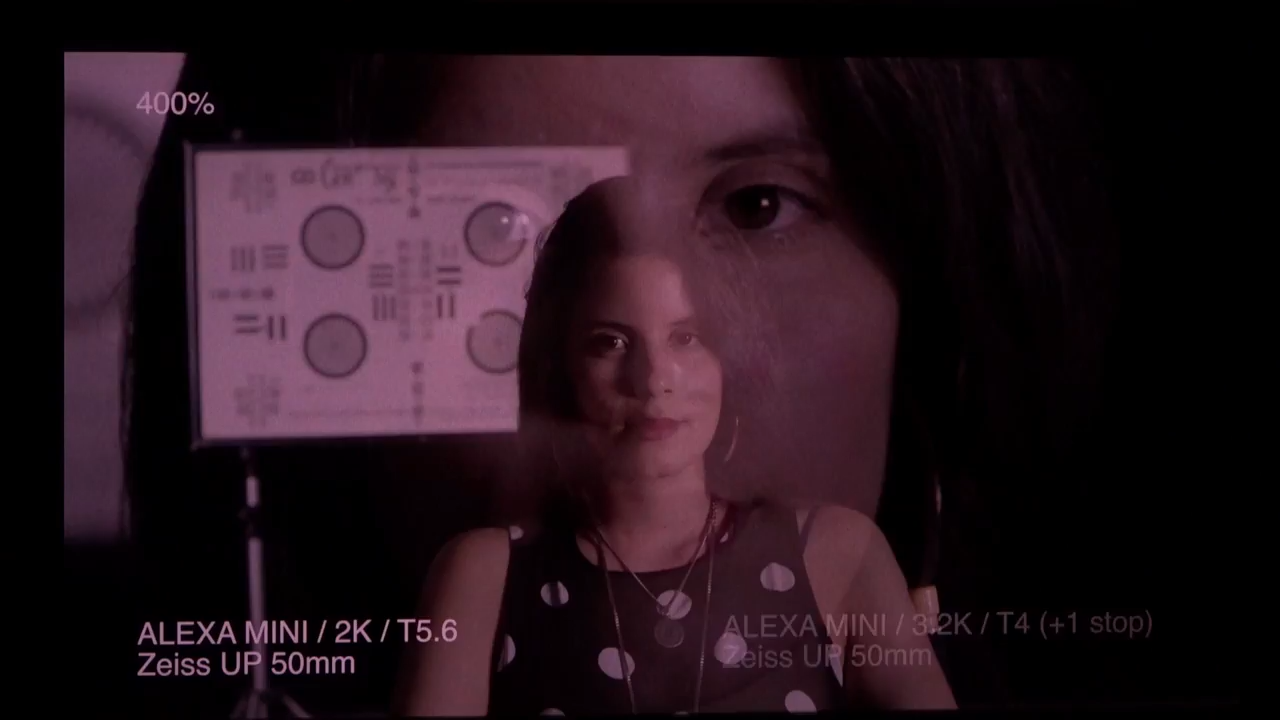 400%
ALEXA MINI / 2K / T5.6
Zeiss UP 50mm
ALEXA MINI / 3.2K / T4 (+1 stop)
Zeiss UP 50mm